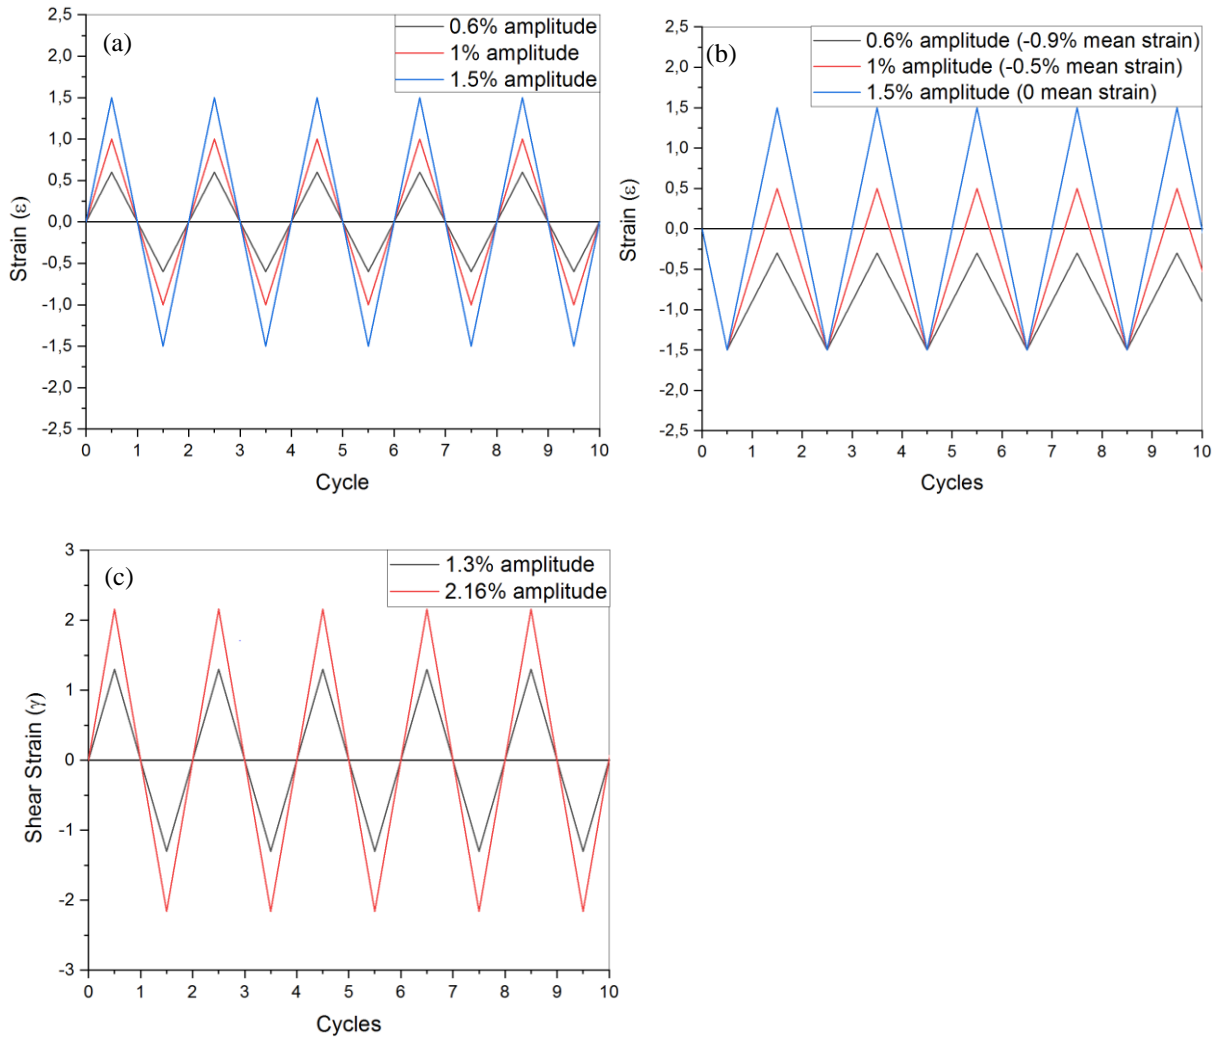 (a)
0.6% amplitude
1% amplitude
1.5% amplitude
2,5
2,0
1,5
1,0
0,5
0,0
-0,5
-1,0
-1,5
-2,0
-2,5
Strain (ε)
0 1 2 3 4 5 6 7 8 9 10
Cycle
(b)
0.6% amplitude (-0.9% mean strain)
1% amplitude (-0.5% mean strain)
1.5% amplitude (0 mean strain)
2,5
2,0
1,5
1,0
0,5
0,0
-0,5
-1,0
-1,5
-2,0
-2,5
Strain (ε)
0 1 2 3 4 5 6 7 8 9 10
Cycles
(c)
1.3% amplitude
2.16% amplitude
3
2
1
0
-1
-2
-3
Shear Strain (γ)
0 1 2 3 4 5 6 7 8 9 10
Cycles